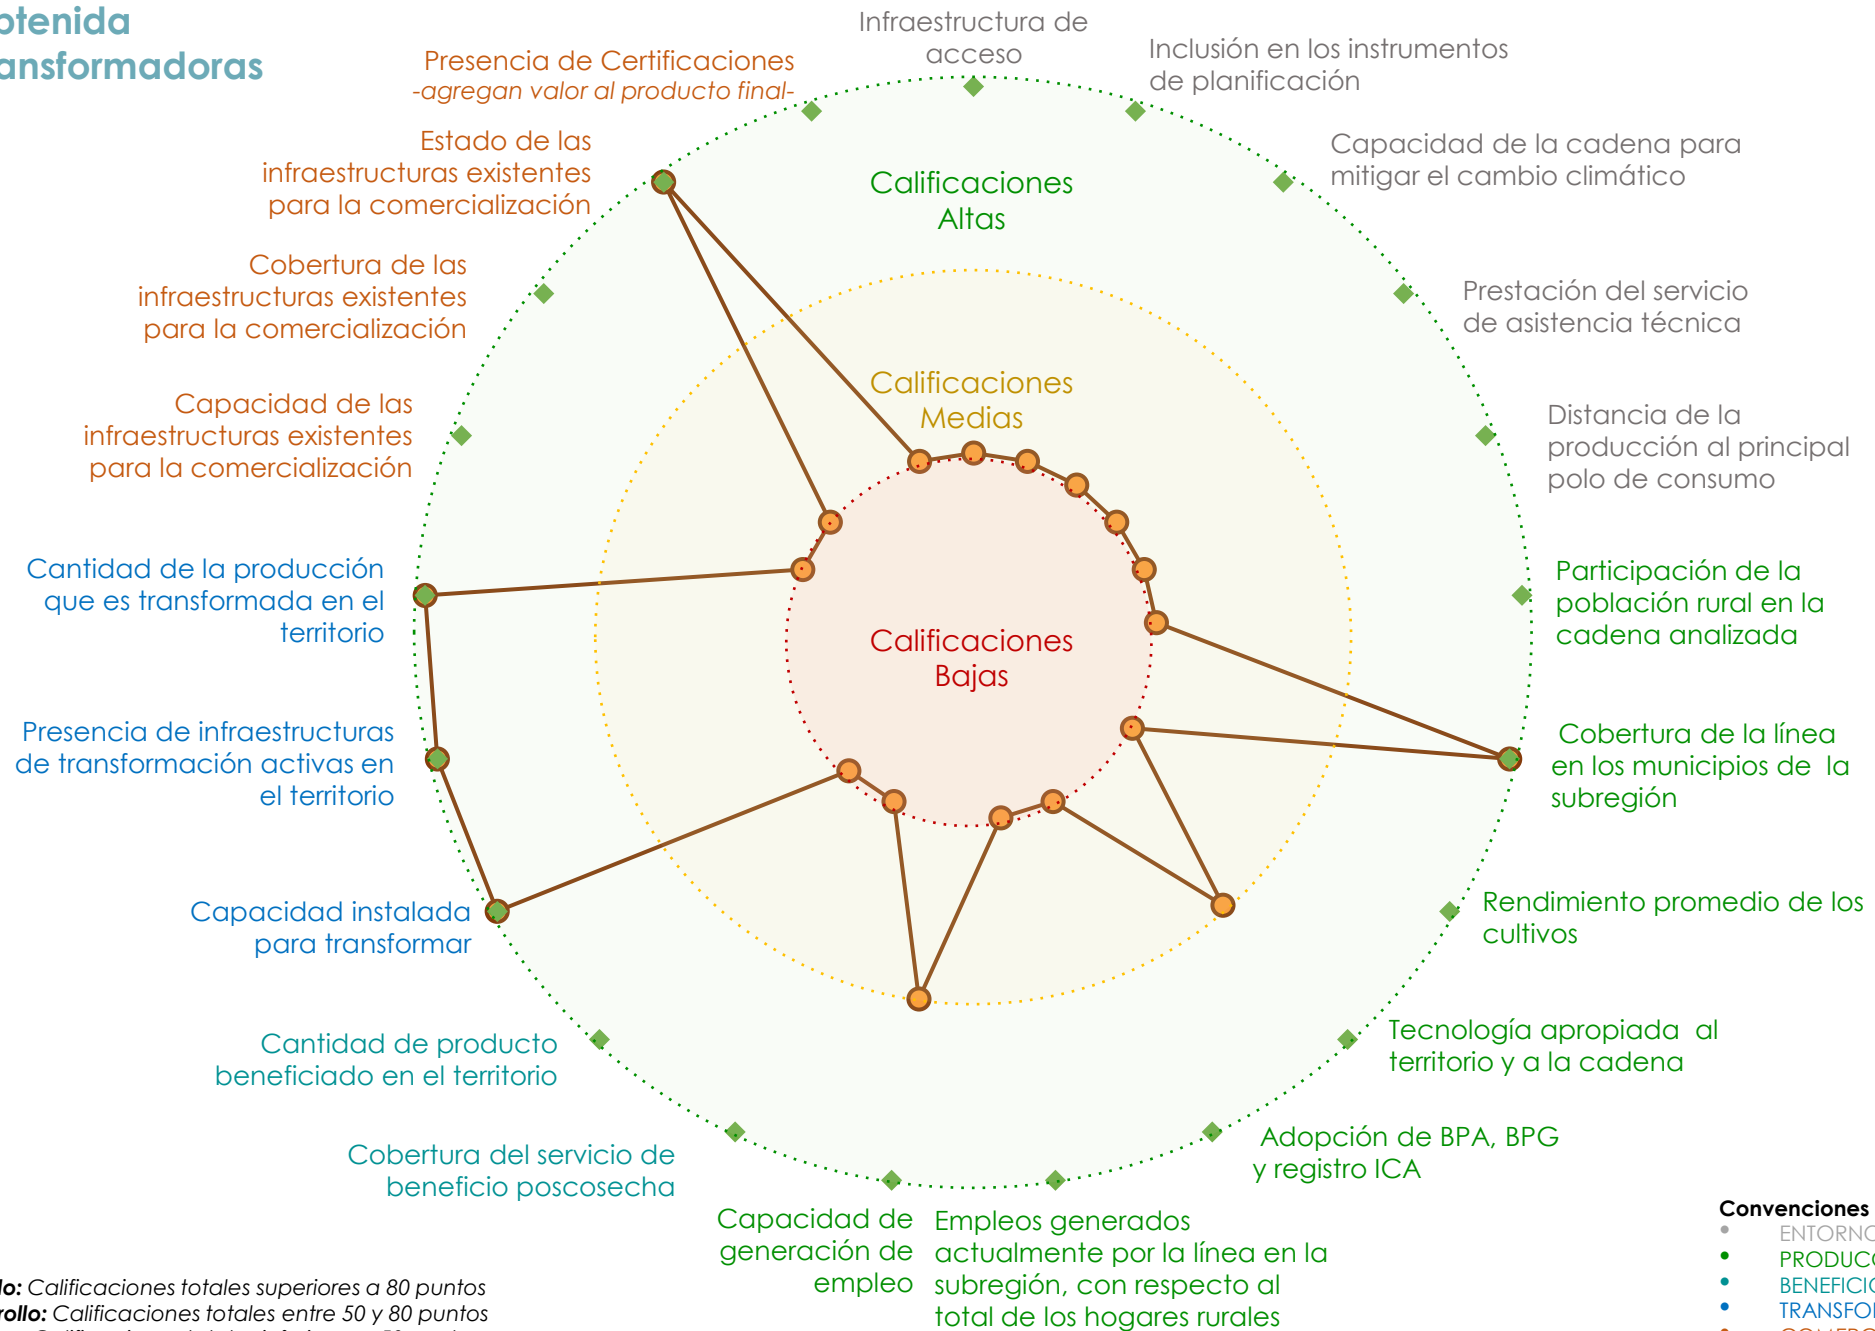 Infraestructura de
acceso
Presencia de Certificaciones
-agregan valor al producto final-
Inclusión en los instrumentos
de planificación
Estado de las
infraestructuras existentes
para la comercialización
Calificaciones
Altas
Capacidad de la cadena para
mitigar el cambio climático
Cobertura de las
infraestructuras existentes
para la comercialización
Prestación del servicio
de asistencia técnica
Calificaciones
Medias
Capacidad de las
infraestructuras existentes
para la comercialización
Distancia de la
producción al principal
polo de consumo
Cantidad de la producción
que es transformada en el
territorio
Participación de la
población rural en la
cadena analizada
Calificaciones
Bajas
Presencia de infraestructuras
de transformación activas en
el territorio
Cobertura de la línea
en los municipios de la
subregión
Capacidad instalada
para transformar
Rendimiento promedio de los
cultivos
Cantidad de producto
beneficiado en el territorio
Tecnología apropiada al
territorio y a la cadena
Cobertura del servicio de
beneficio poscosecha
Adopción de BPA, BPG
y registro ICA
Capacidad de
generación de
empleo
Empleos generados
actualmente por la línea en la
subregión, con respecto al
total de los hogares rurales
Convenciones
Calificaciones totales superiores a 80 puntos
Calificaciones totales entre 50 y 80 puntos